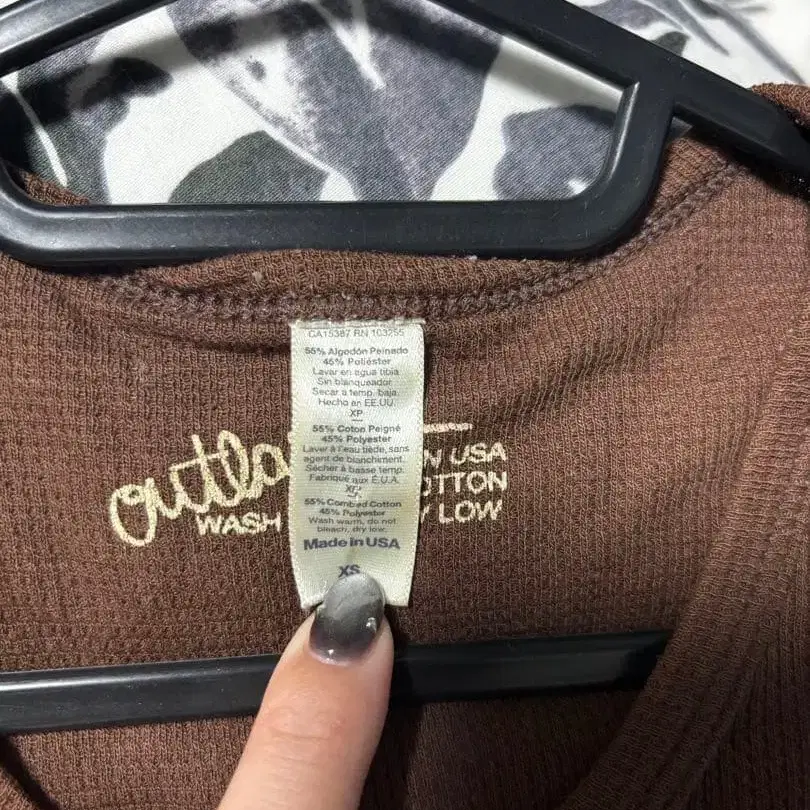 CA15387 RN 103255
55% Algodón Peinado
45% Poliéster
Lavar en agua tibia
Sin blanqueador
Secar a temp. baja.
Hecho en EE.UU.
XP
55% Coton Peigné
45% Polyester
Laver à l'eau tiède, sans
agent de blanchiment.
Sécher à basse temp.
Fabriqué aux É.U.A.
XP
55% Combed Cotton
45% Polyester
Wash warm, do not
bleach, dry low.
Made in USA
XS
outla
N USA
OTTON
WASH
LOW